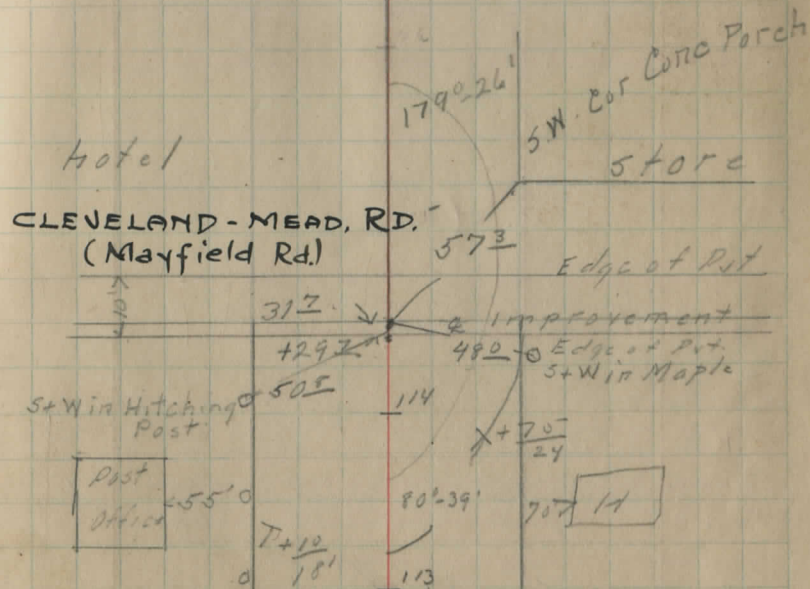 179°-26'
S.W. Cor Conc Porch
hotel
Store
CLEVELAND - MEAD. RD.
(Mayfield Rd.)
57 3
Edge of Pvt
10'
31 7
℄ Improvement
+29 7
48 0
Edge of Pvt.
S+W in Maple
50 5
S+W in Hitching
Post
114
+70
24
Post
Office
55'
80°-39'
70'
H
T+10
18'
113